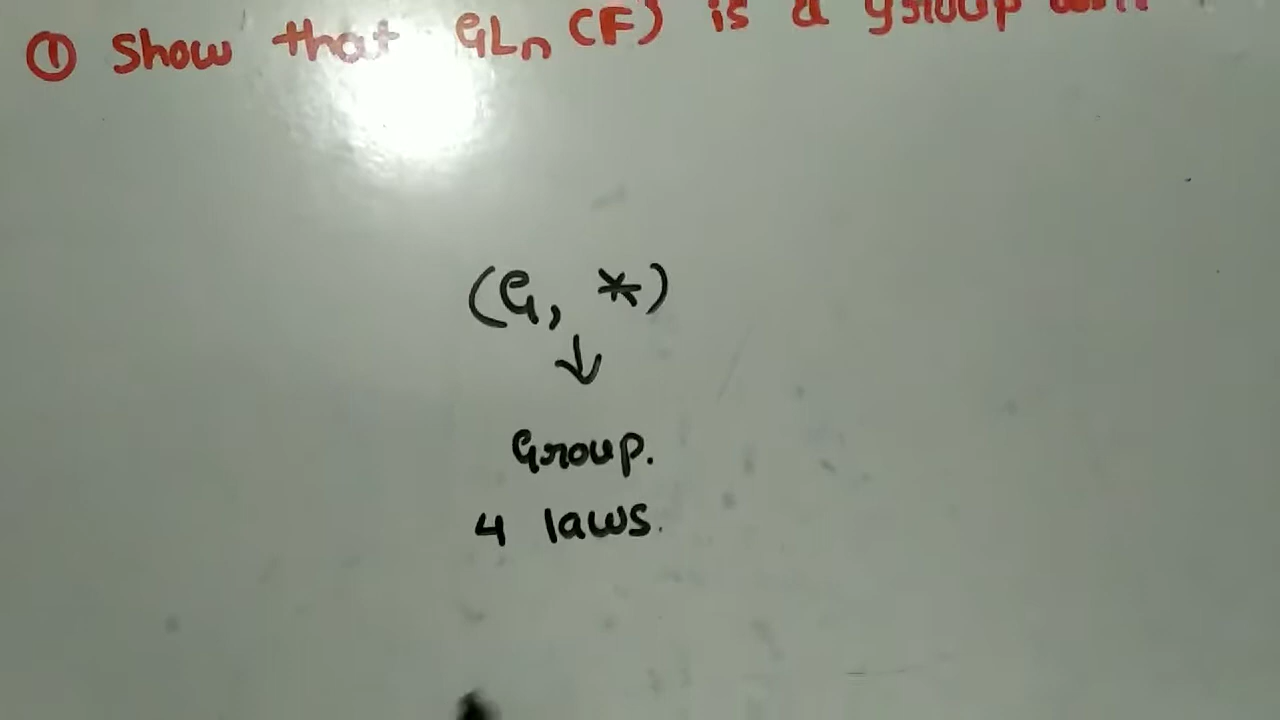 ① Show that GLn (F) is a group
(G, *)
↓
Group.
4 laws.